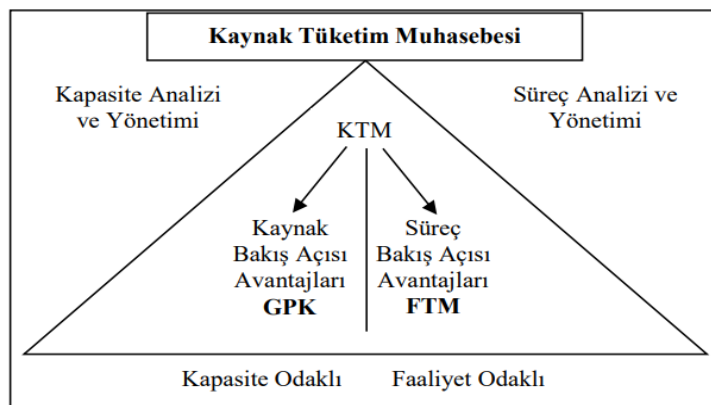 Kaynak Tüketim Muhasebesi
Kapasite Analizi
ve Yönetimi
Süreç Analizi ve
Yönetimi
KTM
Kaynak
Bakış Açısı
Avantajları
GPK
Süreç
Bakış Açısı
Avantajları
FTM
Kapasite Odaklı
Faaliyet Odaklı